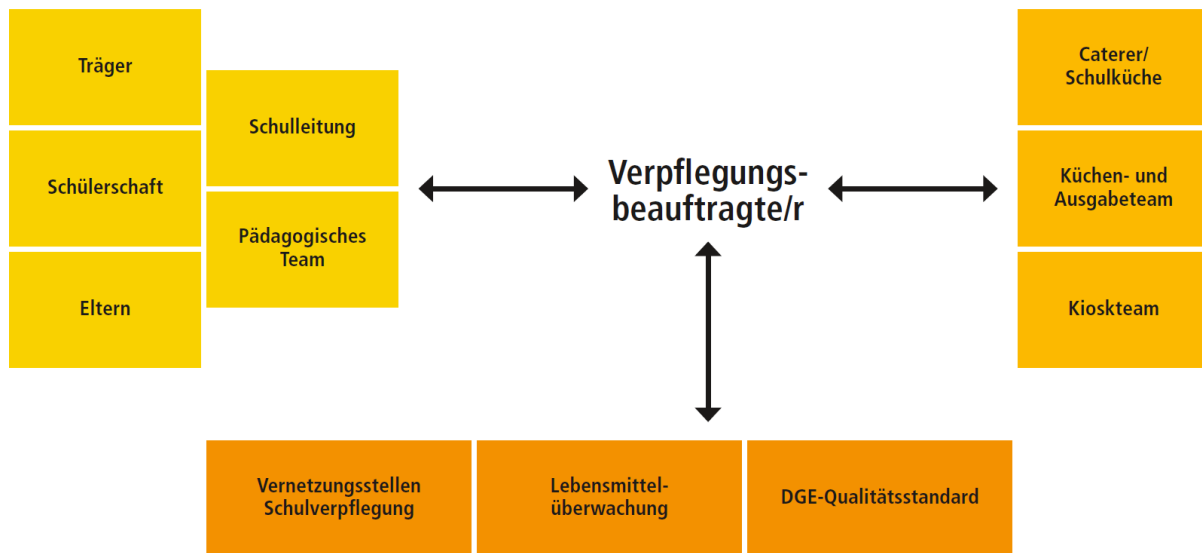 Träger
Schülerschaft
Eltern
Schulleitung
Pädagogisches
Team
Verpflegungs-
beauftragte/r
Caterer/
Schulküche
Küchen- und
Ausgabeteam
Kioskteam
Vernetzungsstellen
Schulverpflegung
Lebensmittel-
überwachung
DGE-Qualitätsstandard